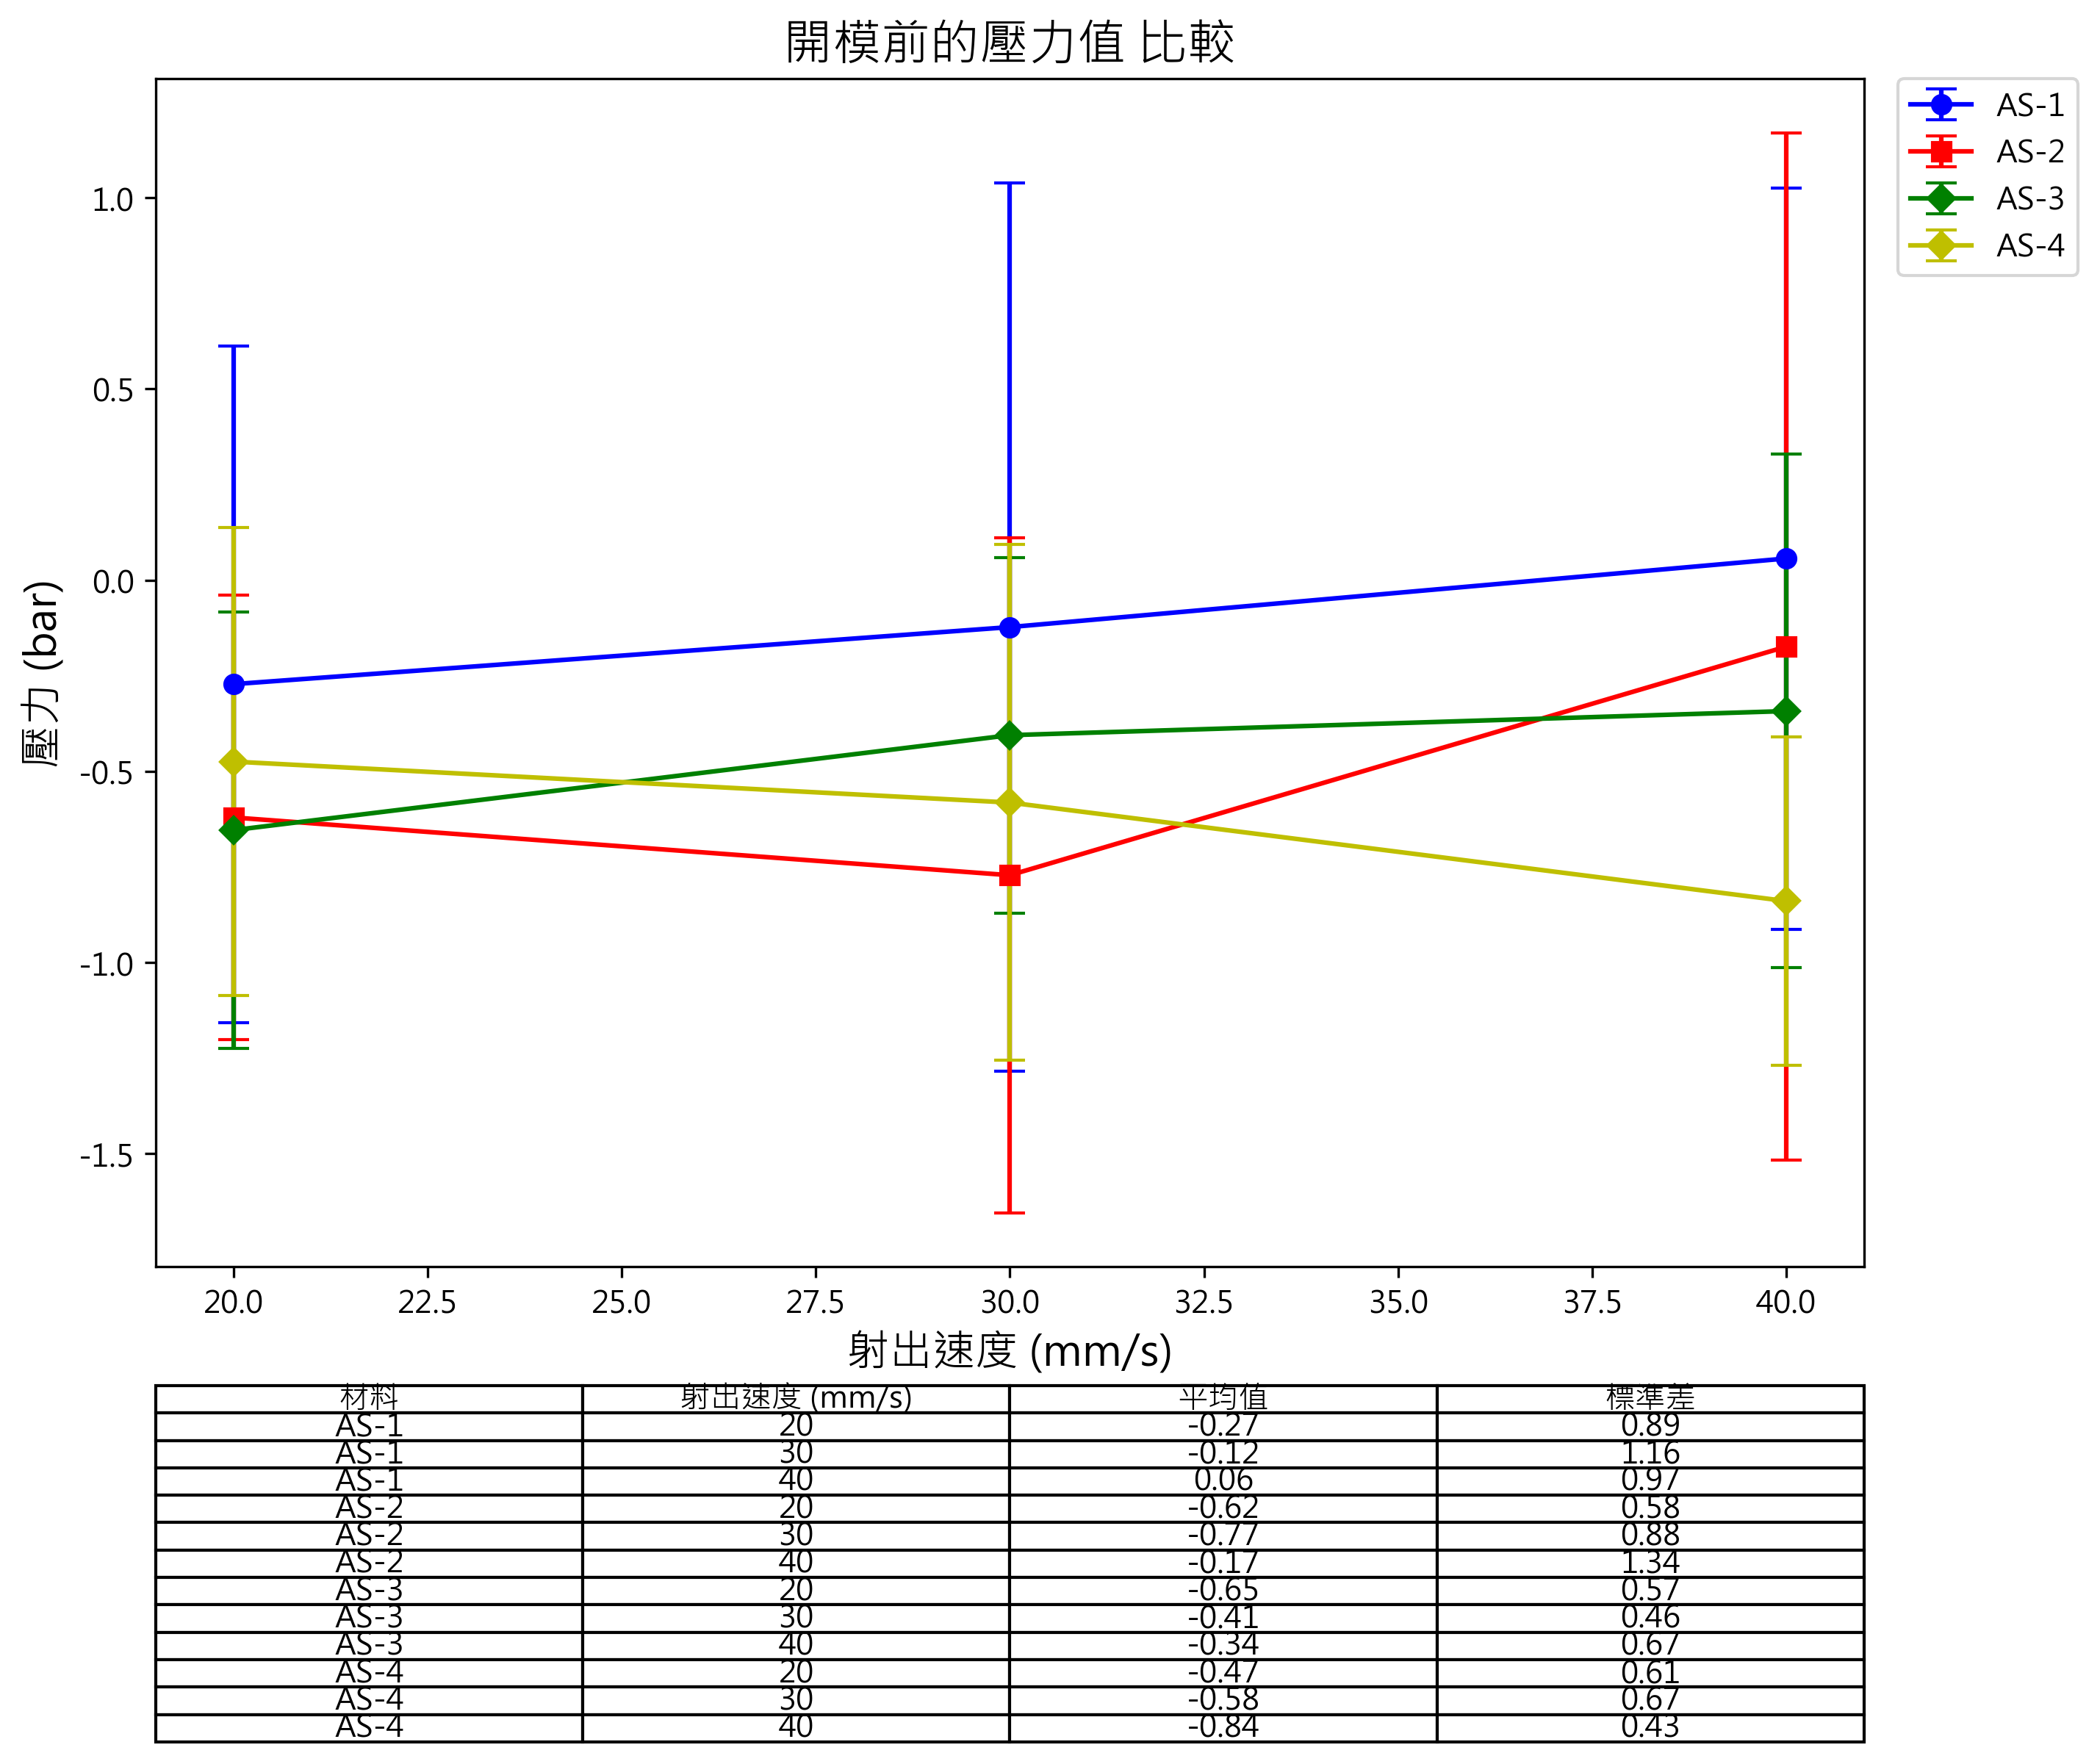 開模前的壓力值 比較
AS-1
AS-2
AS-3
AS-4
1.0
0.5
0.0
-0.5
-1.0
-1.5
壓力 (bar)
20.0 22.5 25.0 27.5 30.0 32.5 35.0 37.5 40.0
射出速度 (mm/s)
材料 射出速度 (mm/s) 平均值 標準差
AS-1 20 -0.27 0.89
AS-1 30 -0.12 1.16
AS-1 40 0.06 0.97
AS-2 20 -0.62 0.58
AS-2 30 -0.77 0.88
AS-2 40 -0.17 1.34
AS-3 20 -0.65 0.57
AS-3 30 -0.41 0.46
AS-3 40 -0.34 0.67
AS-4 20 -0.47 0.61
AS-4 30 -0.58 0.67
AS-4 40 -0.84 0.43